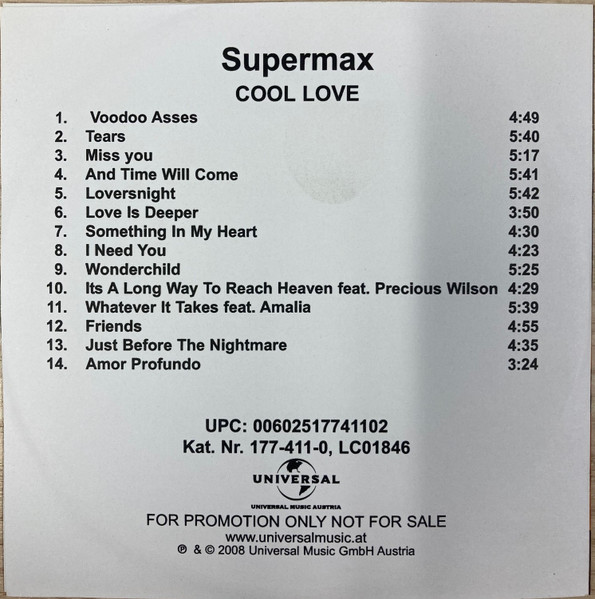 Supermax
COOL LOVE
1. Voodoo Asses 4:49
2. Tears 5:40
3. Miss you 5:17
4. And Time Will Come 5:41
5. Loversnight 5:42
6. Love Is Deeper 3:50
7. Something In My Heart 4:30
8. I Need You 4:23
9. Wonderchild 5:25
10. Its A Long Way To Reach Heaven feat. Precious Wilson 4:29
11. Whatever It Takes feat. Amalia 5:39
12. Friends 4:55
13. Just Before The Nightmare 4:35
14. Amor Profundo 3:24
UPC: 00602517741102
Kat. Nr. 177-411-0, LC01846
UNIVERSAL
UNIVERSAL MUSIC AUSTRIA
FOR PROMOTION ONLY NOT FOR SALE
www.universalmusic.at
℗ & © 2008 Universal Music GmbH Austria